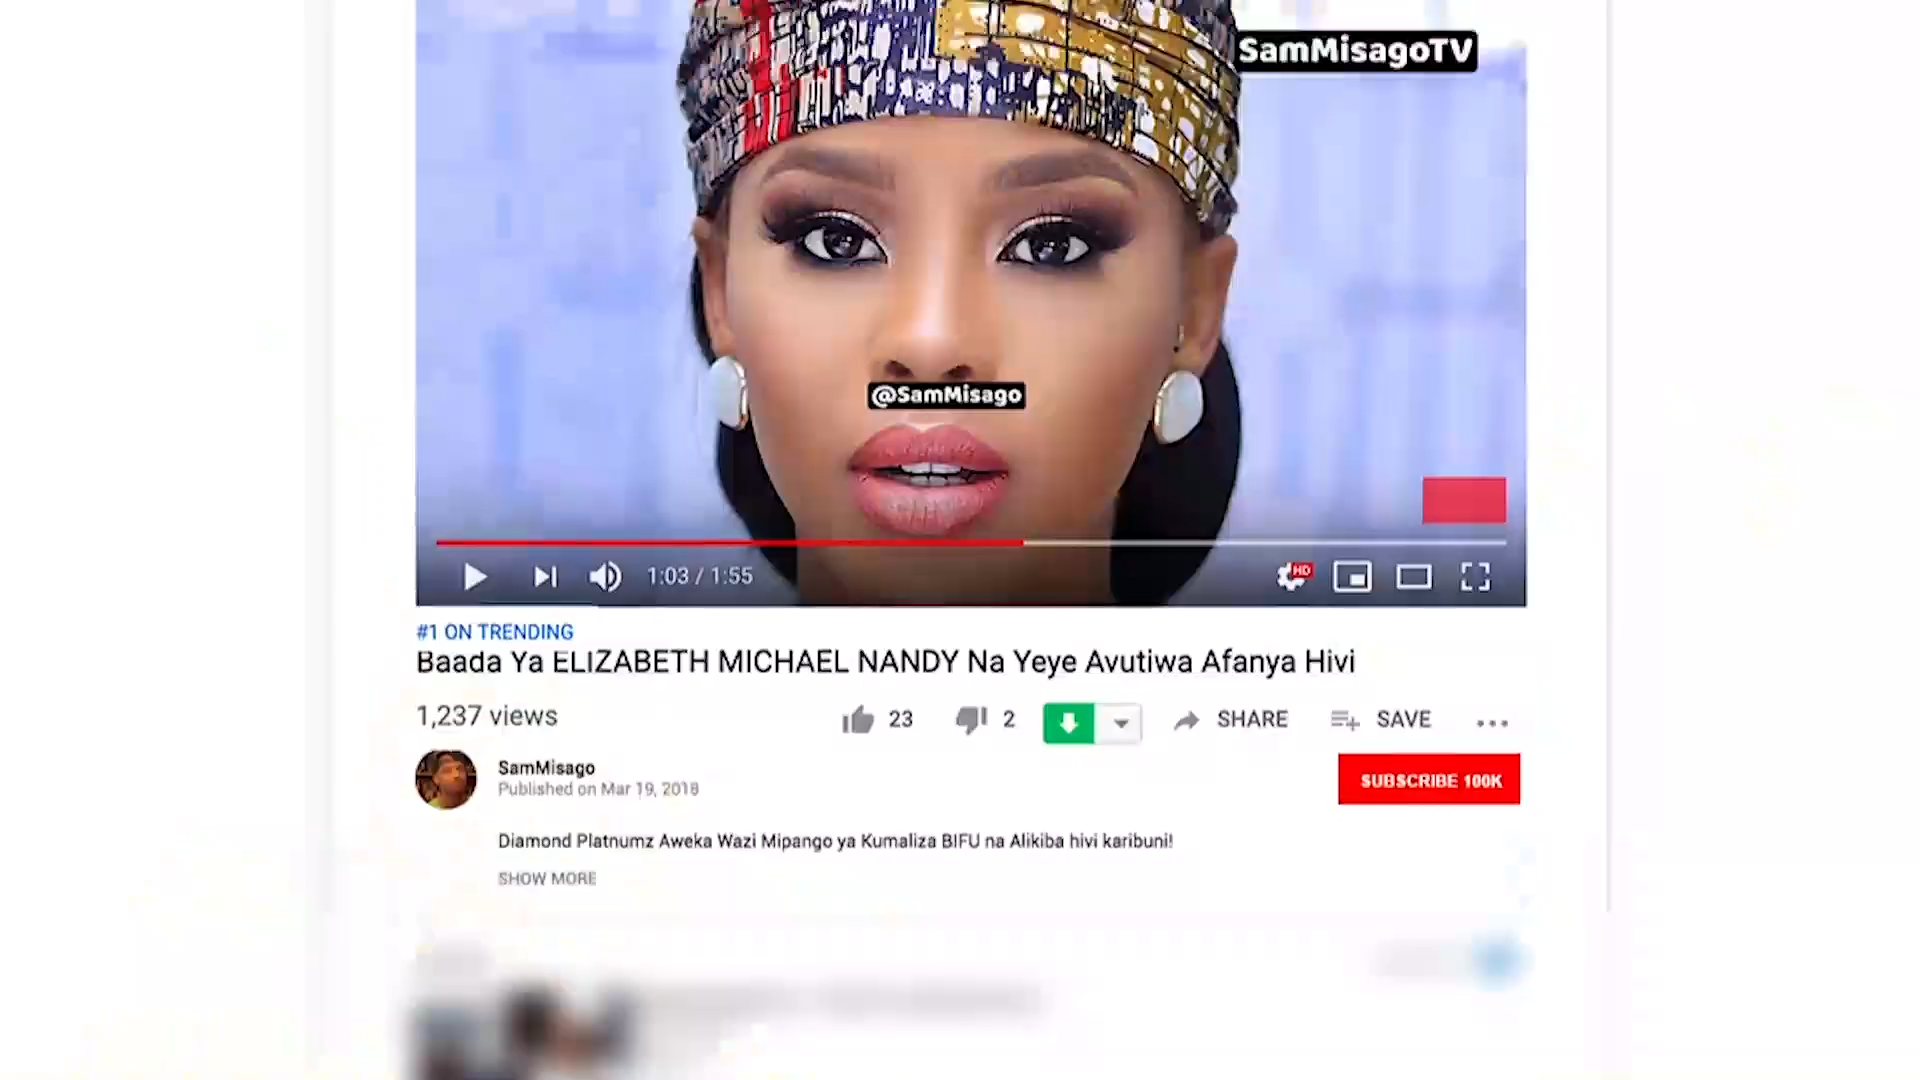 SamMisagoTV
@SamMisago
1:03 / 1:55
HD
#1 ON TRENDING
Baada Ya ELIZABETH MICHAEL NANDY Na Yeye Avutiwa Afanya Hivi
1,237 views
23
2
SHARE
SAVE
SamMisago
Published on Mar 19, 2018
SUBSCRIBE 100K
Diamond Platnumz Aweka Wazi Mipango ya Kumaliza BIFU na Alikiba hivi karibuni!
SHOW MORE